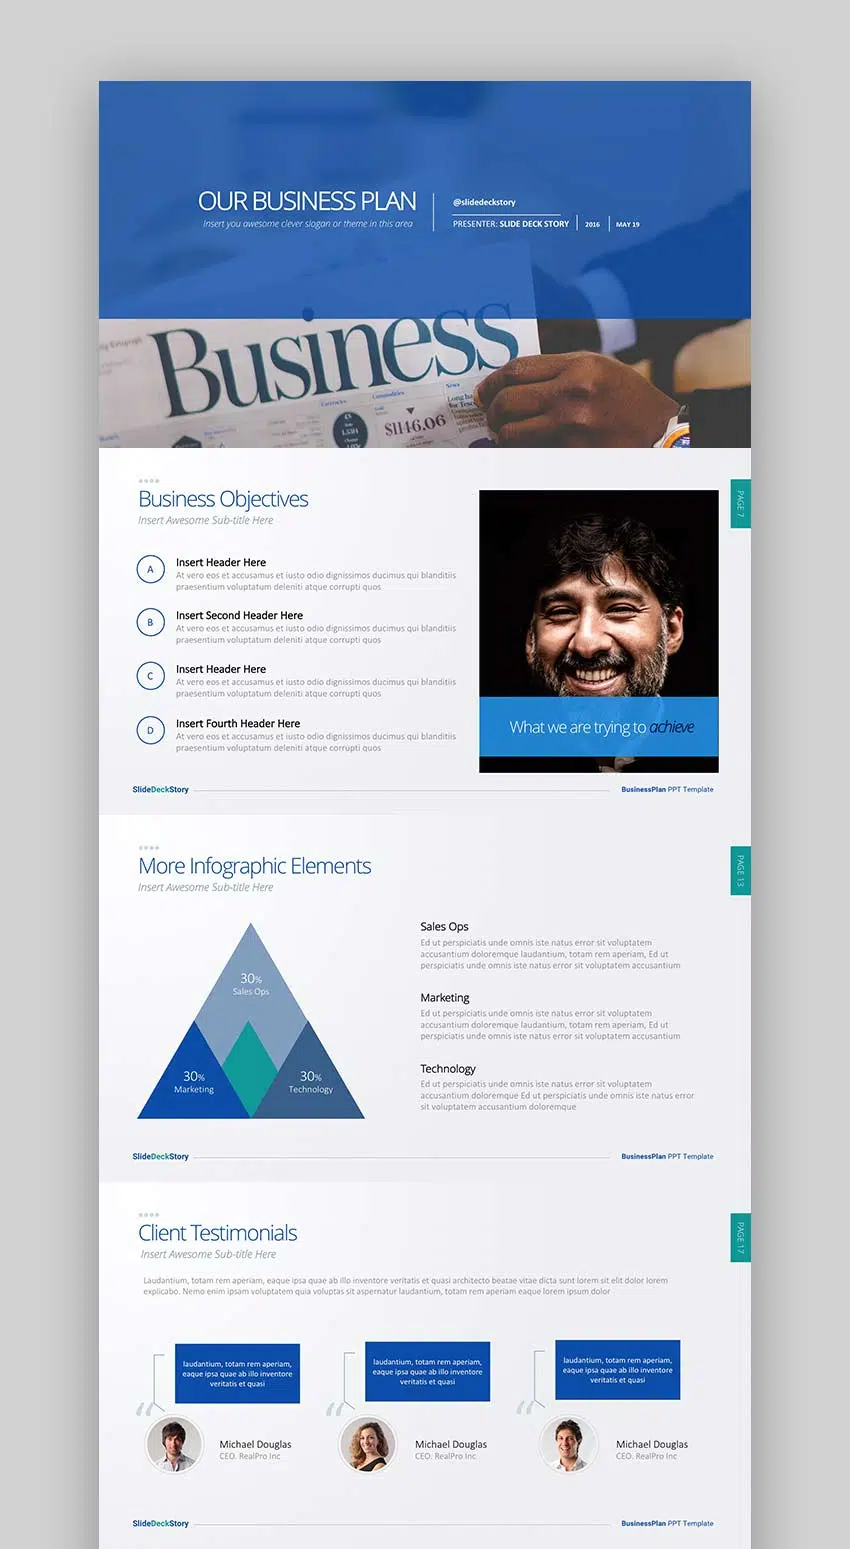 OUR BUSINESS PLAN
Insert you awesome clever slogan or theme in this area
@slidedeckstory
PRESENTER: SLIDE DECK STORY
2016
MAY 19
Business
Currencies
Commodities
News
$1146.06
Business Objectives
Insert Awesome Sub-title Here
PAGE 7
A
Insert Header Here
At vero eos et accusamus et iusto odio dignissimos ducimus qui blanditiis
praesentium voluptatum deleniti atque corrupti quos
B
Insert Second Header Here
At vero eos et accusamus et iusto odio dignissimos ducimus qui blanditiis
praesentium voluptatum deleniti atque corrupti quos
C
Insert Header Here
At vero eos et accusamus et iusto odio dignissimos ducimus qui blanditiis
praesentium voluptatum deleniti atque corrupti quos
D
Insert Fourth Header Here
At vero eos et accusamus et iusto odio dignissimos ducimus qui blanditiis
praesentium voluptatum deleniti atque corrupti quos
What we are trying to achieve
SlideDeckStory
BusinessPlan PPT Template
More Infographic Elements
Insert Awesome Sub-title Here
PAGE 13
30%
Sales Ops
30%
Marketing
30%
Technology
Sales Ops
Ed ut perspiciatis unde omnis iste natus error sit voluptatem
accusantium doloremque laudantium, totam rem aperiam, Ed ut
perspiciatis unde omnis iste natus error sit voluptatem accusantium
Marketing
Ed ut perspiciatis unde omnis iste natus error sit voluptatem
accusantium doloremque laudantium, totam rem aperiam, Ed ut
perspiciatis unde omnis iste natus error sit voluptatem accusantium
Technology
Ed ut perspiciatis unde omnis iste natus error sit voluptatem
accusantium doloremque Ed ut perspiciatis unde omnis iste natus error
sit voluptatem accusantium doloremque
SlideDeckStory
BusinessPlan PPT Template
Client Testimonials
Insert Awesome Sub-title Here
PAGE 17
Laudantium, totam rem aperiam, eaque ipsa quae ab illo inventore veritatis et quasi architecto beatae vitae dicta sunt lorem sit elit dolor lorem
explicabo. Nemo enim ipsam voluptatem quia voluptas sit aspernatur laudantium, totam rem aperiam eaque lorem ipsum dolor
laudantium, totam rem aperiam,
eaque ipsa quae ab illo inventore
veritatis et quasi
Michael Douglas
CEO. RealPro Inc
laudantium, totam rem aperiam,
eaque ipsa quae ab illo inventore
veritatis et quasi
Michael Douglas
CEO. RealPro Inc
laudantium, totam rem aperiam,
eaque ipsa quae ab illo inventore
veritatis et quasi
Michael Douglas
CEO. RealPro Inc
SlideDeckStory
BusinessPlan PPT Template